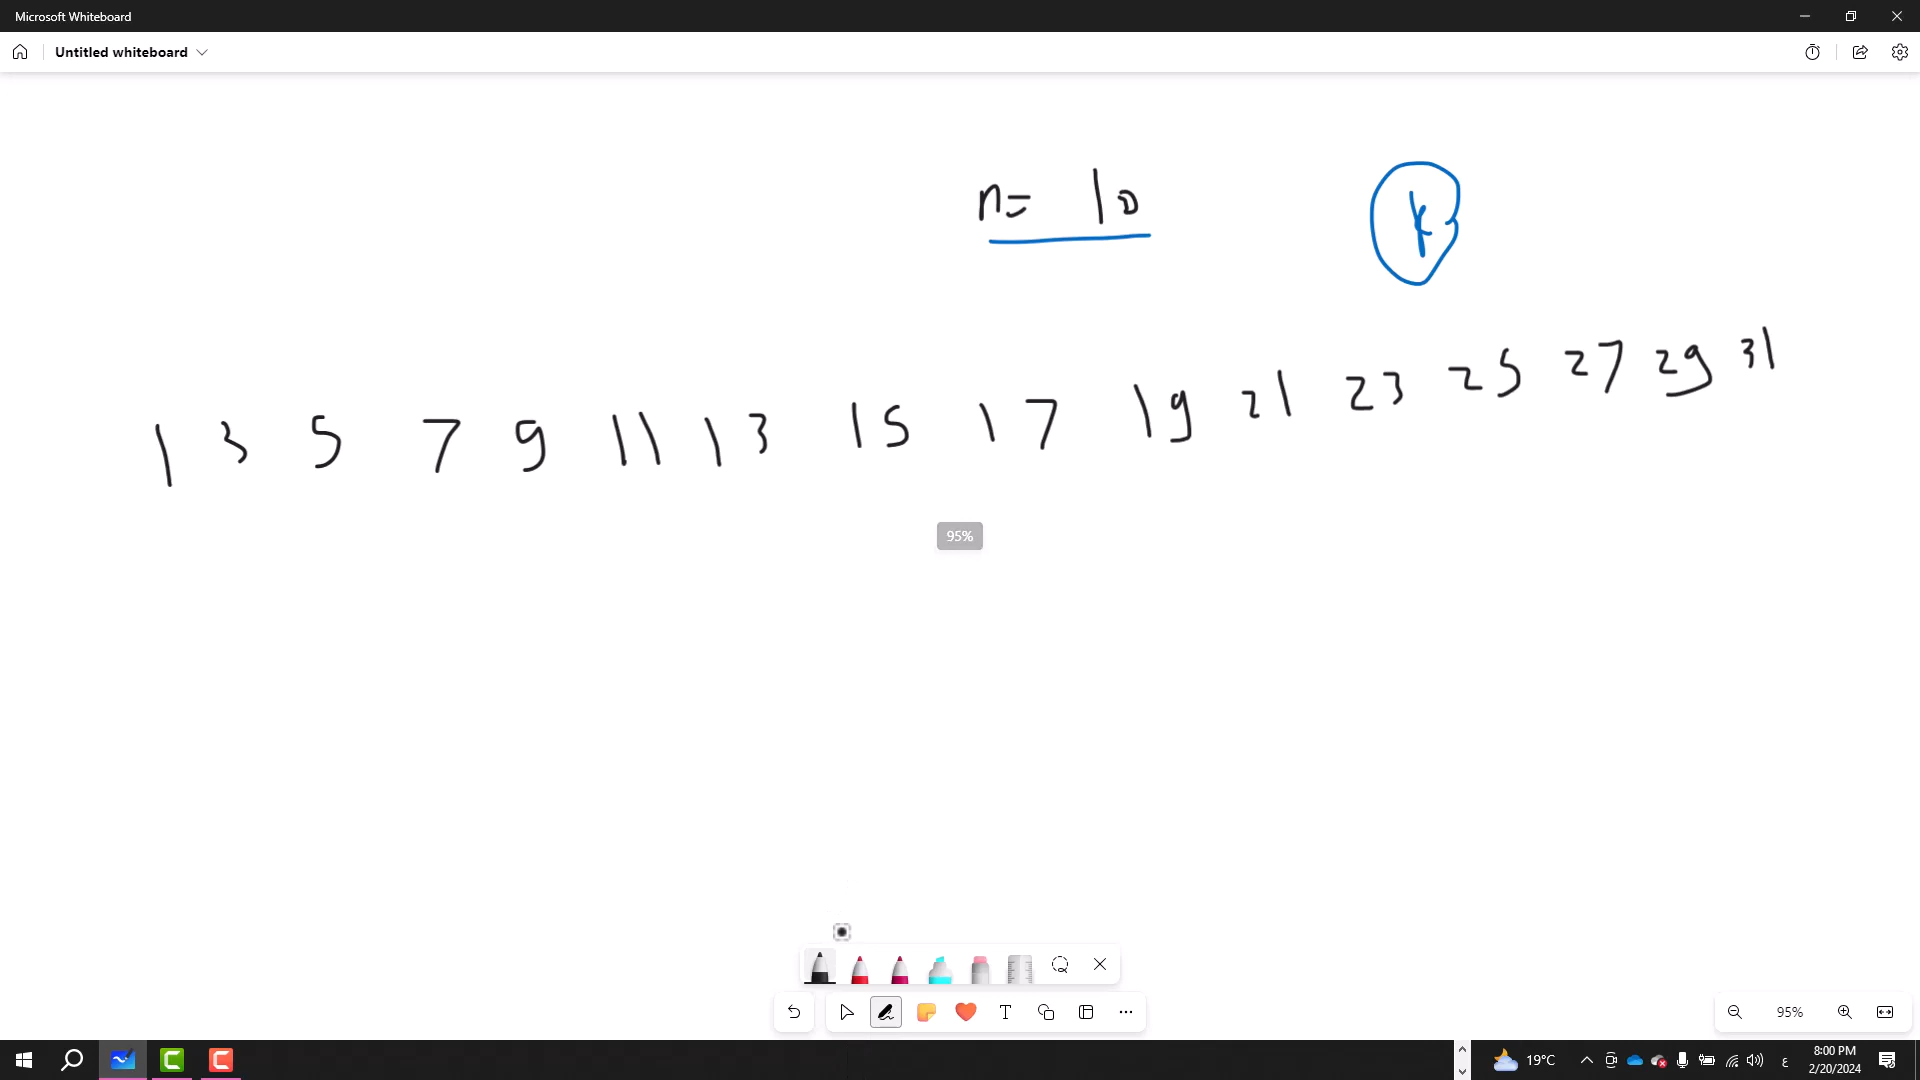 Microsoft Whiteboard
Untitled whiteboard
n= 10
k
1 3 5 7 9 11 13 15 17 19 21 23 25 27 29 31
95%
T
95%
19°C
ع
8:00 PM
2/20/2024